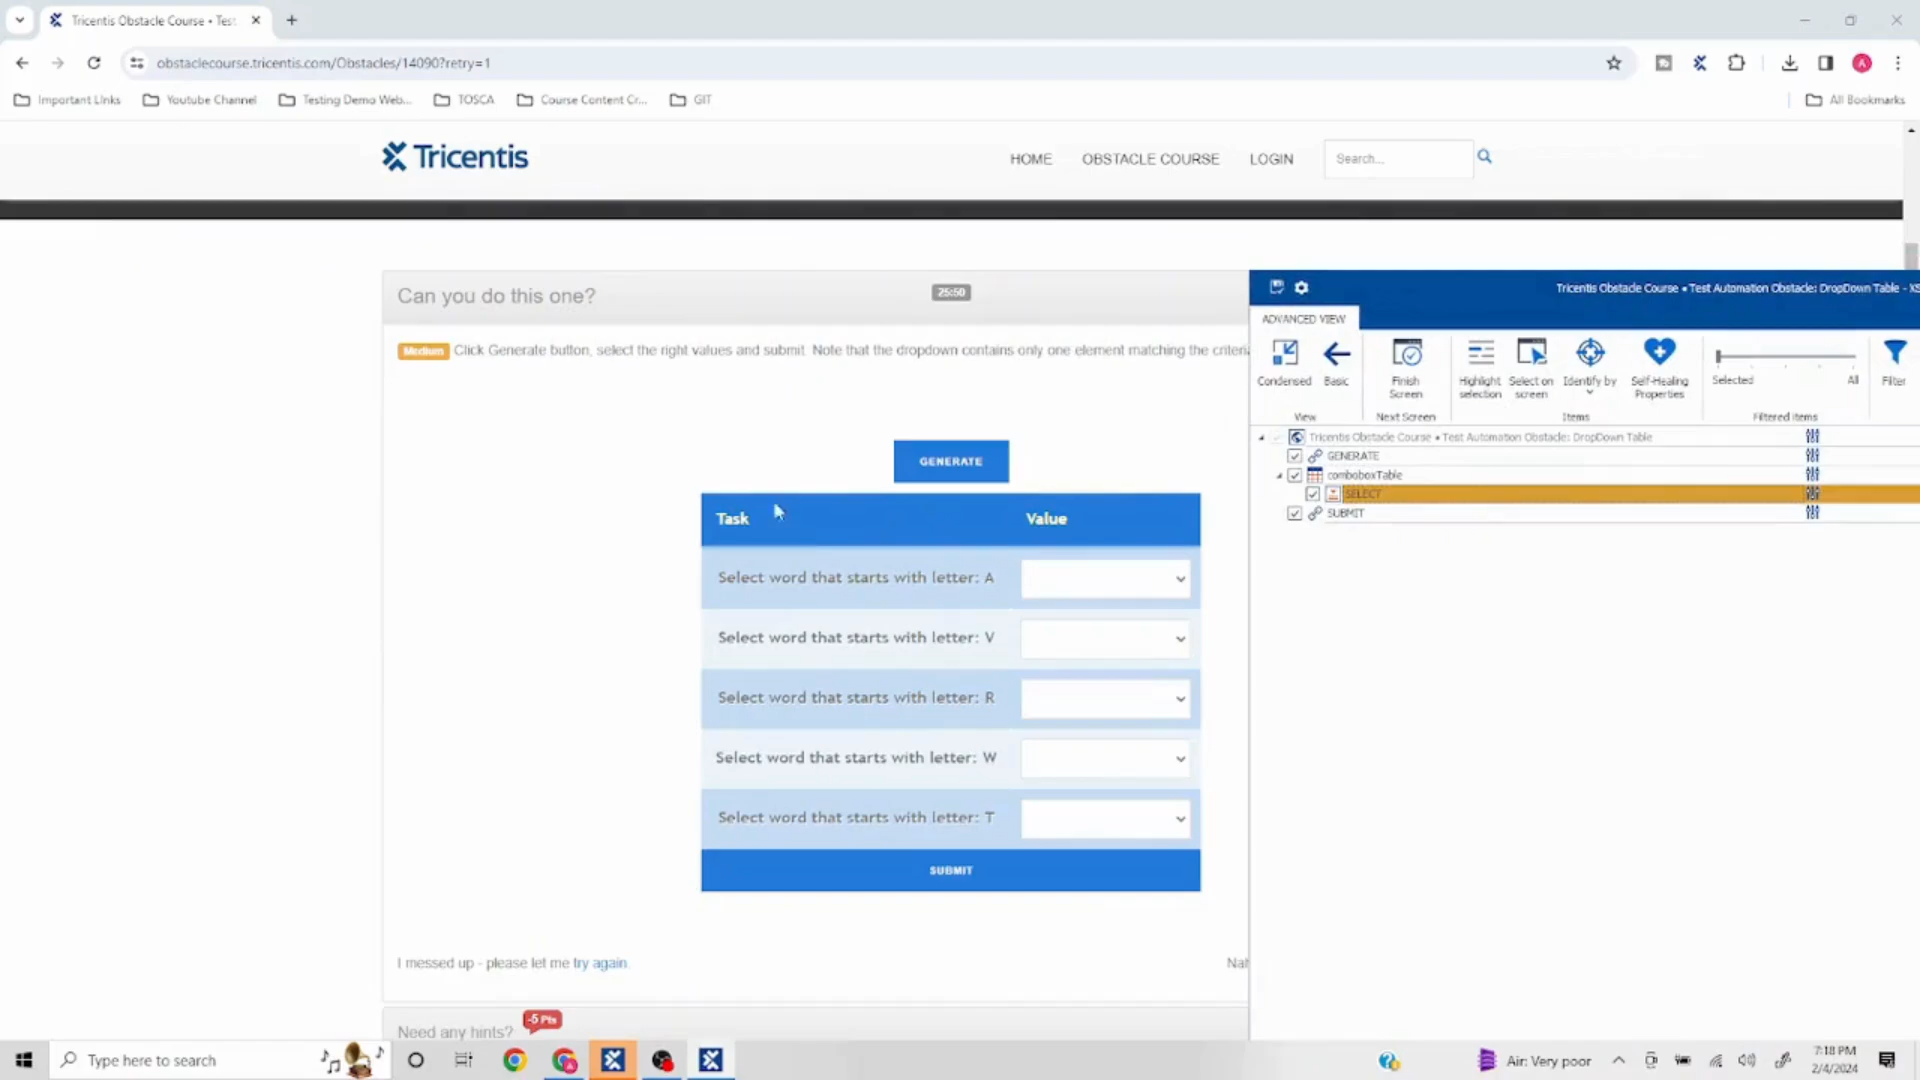 Tricentis Obstacle Course • Test
obstaclecourse.tricentis.com/Obstacles/14090?retry=1
A
Important Links
Youtube Channel
Testing Demo Web...
TOSCA
Course Content Cr...
GIT
All Bookmarks
Tricentis
HOME
OBSTACLE COURSE
LOGIN
Search...
Can you do this one?
25:50
Medium Click Generate button, select the right values and submit. Note that the dropdown contains only one element matching the criteria
GENERATE
Task Value
Select word that starts with letter: A
Select word that starts with letter: V
Select word that starts with letter: R
Select word that starts with letter: W
Select word that starts with letter: T
SUBMIT
I messed up - please let me try again.
Nah
Need any hints?
-5 Pts
Tricentis Obstacle Course • Test Automation Obstacle: DropDown Table - XS
ADVANCED VIEW
Condensed
Basic
Finish Screen
Highlight selection
Select on screen
Identify by
Self-Healing Properties
Selected
All
Filter
View
Next Screen
Items
Filtered items
Tricentis Obstacle Course • Test Automation Obstacle: DropDown Table
GENERATE
comboboxTable
SELECT
SUBMIT
Type here to search
Air: Very poor
7:18 PM
2/4/2024